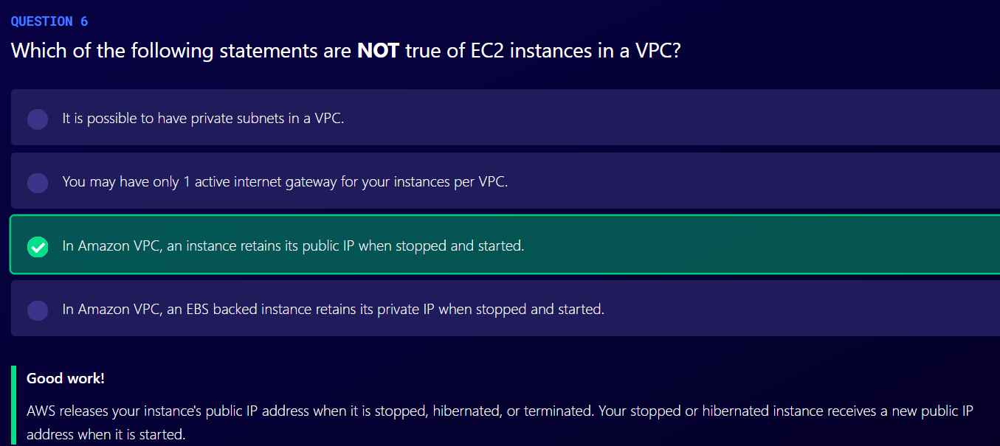 QUESTION 6
Which of the following statements are NOT true of EC2 instances in a VPC?
It is possible to have private subnets in a VPC.
You may have only 1 active internet gateway for your instances per VPC.
In Amazon VPC, an instance retains its public IP when stopped and started.
In Amazon VPC, an EBS backed instance retains its private IP when stopped and started.
Good work!
AWS releases your instance's public IP address when it is stopped, hibernated, or terminated. Your stopped or hibernated instance receives a new public IP
address when it is started.